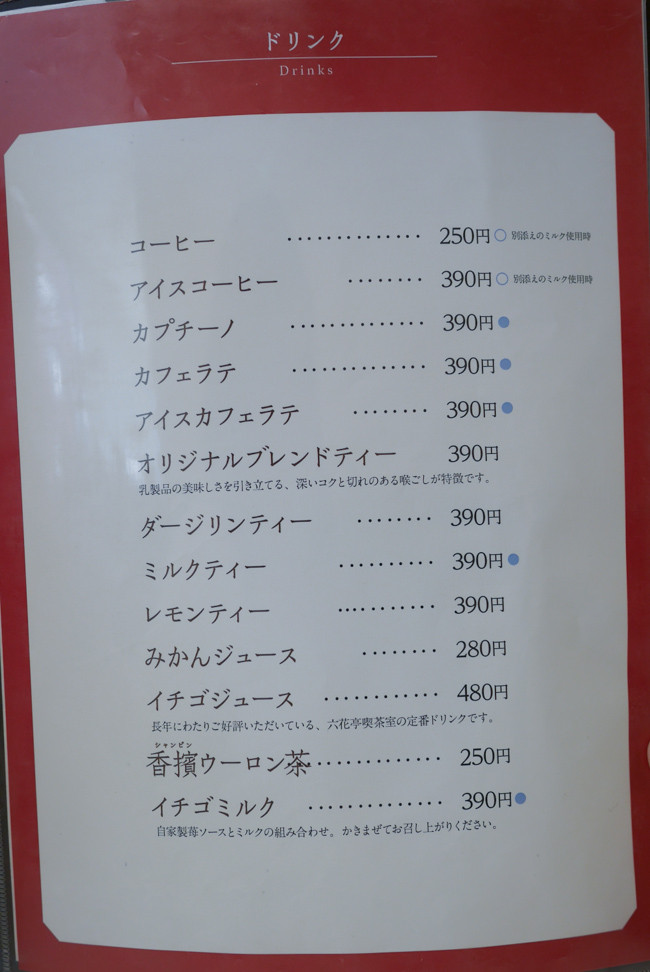 ドリンク
Drinks
コーヒー ・・・・・・・・・・・・・・ 250円 ○ 別添えのミルク使用時
アイスコーヒー ・・・・・・・・ 390円 ○ 別添えのミルク使用時
カプチーノ ・・・・・・・・・・・・・・ 390円 ●
カフェラテ ・・・・・・・・・・・・・・ 390円 ●
アイスカフェラテ ・・・・・・・・ 390円 ●
オリジナルブレンドティー 390円
乳製品の美味しさを引き立てる、深いコクと切れのある喉ごしが特徴です。
ダージリンティー ・・・・・・・・ 390円
ミルクティー ・・・・・・・・・・ 390円 ●
レモンティー …・・・・・・・・ 390円
みかんジュース ・・・・・・・・ 280円
イチゴジュース ・・・・・・・・・・・・ 480円
長年にわたりご好評いただいている、六花亭喫茶室の定番ドリンクです。
シャンピン
香擯ウーロン茶・・・・・・・・・・・・・ 250円
イチゴミルク ・・・・・・・・・・・・・・ 390円 ●
自家製苺ソースとミルクの組み合わせ。かきまぜてお召し上がりください。